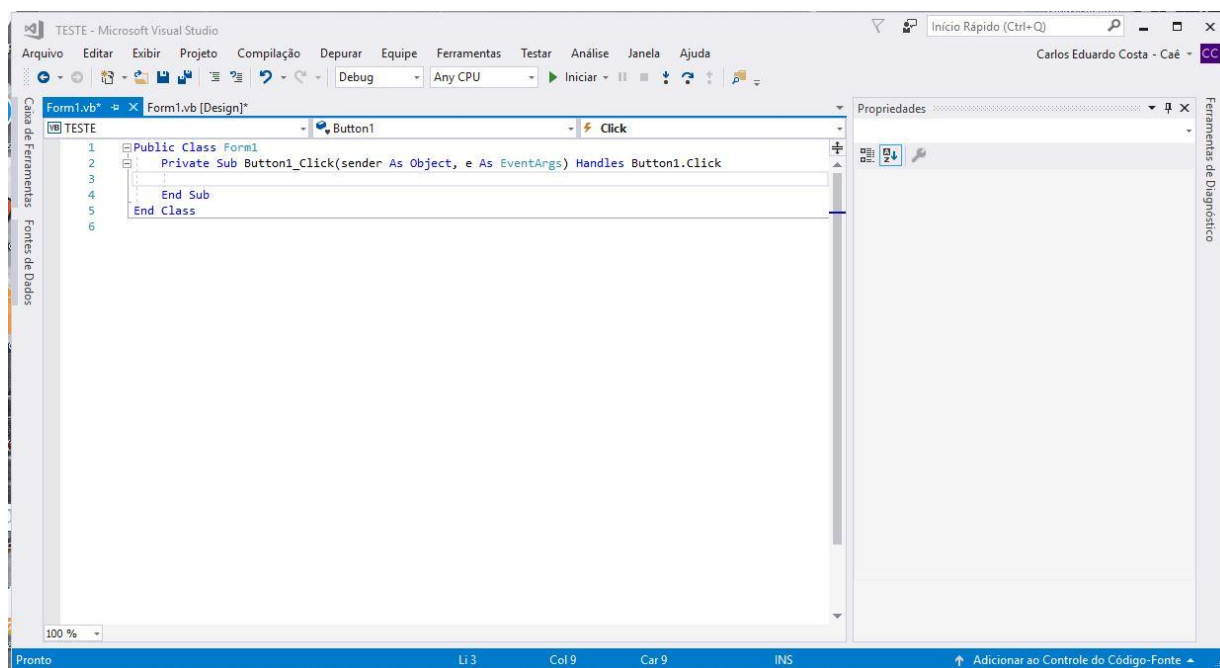 TESTE - Microsoft Visual Studio
Início Rápido (Ctrl+Q)
Arquivo Editar Exibir Projeto Compilação Depurar Equipe Ferramentas Testar Análise Janela Ajuda
Carlos Eduardo Costa - Caê
CC
Debug
Any CPU
Iniciar
Caixa de Ferramentas
Fontes de Dados
Form1.vb*
Form1.vb [Design]*
VB TESTE
Button1
Click
1 Public Class Form1
2 Private Sub Button1_Click(sender As Object, e As EventArgs) Handles Button1.Click
3
4 End Sub
5 End Class
6
100 %
Propriedades
Ferramentas de Diagnóstico
Pronto
Li 3
Col 9
Car 9
INS
Adicionar ao Controle do Código-Fonte